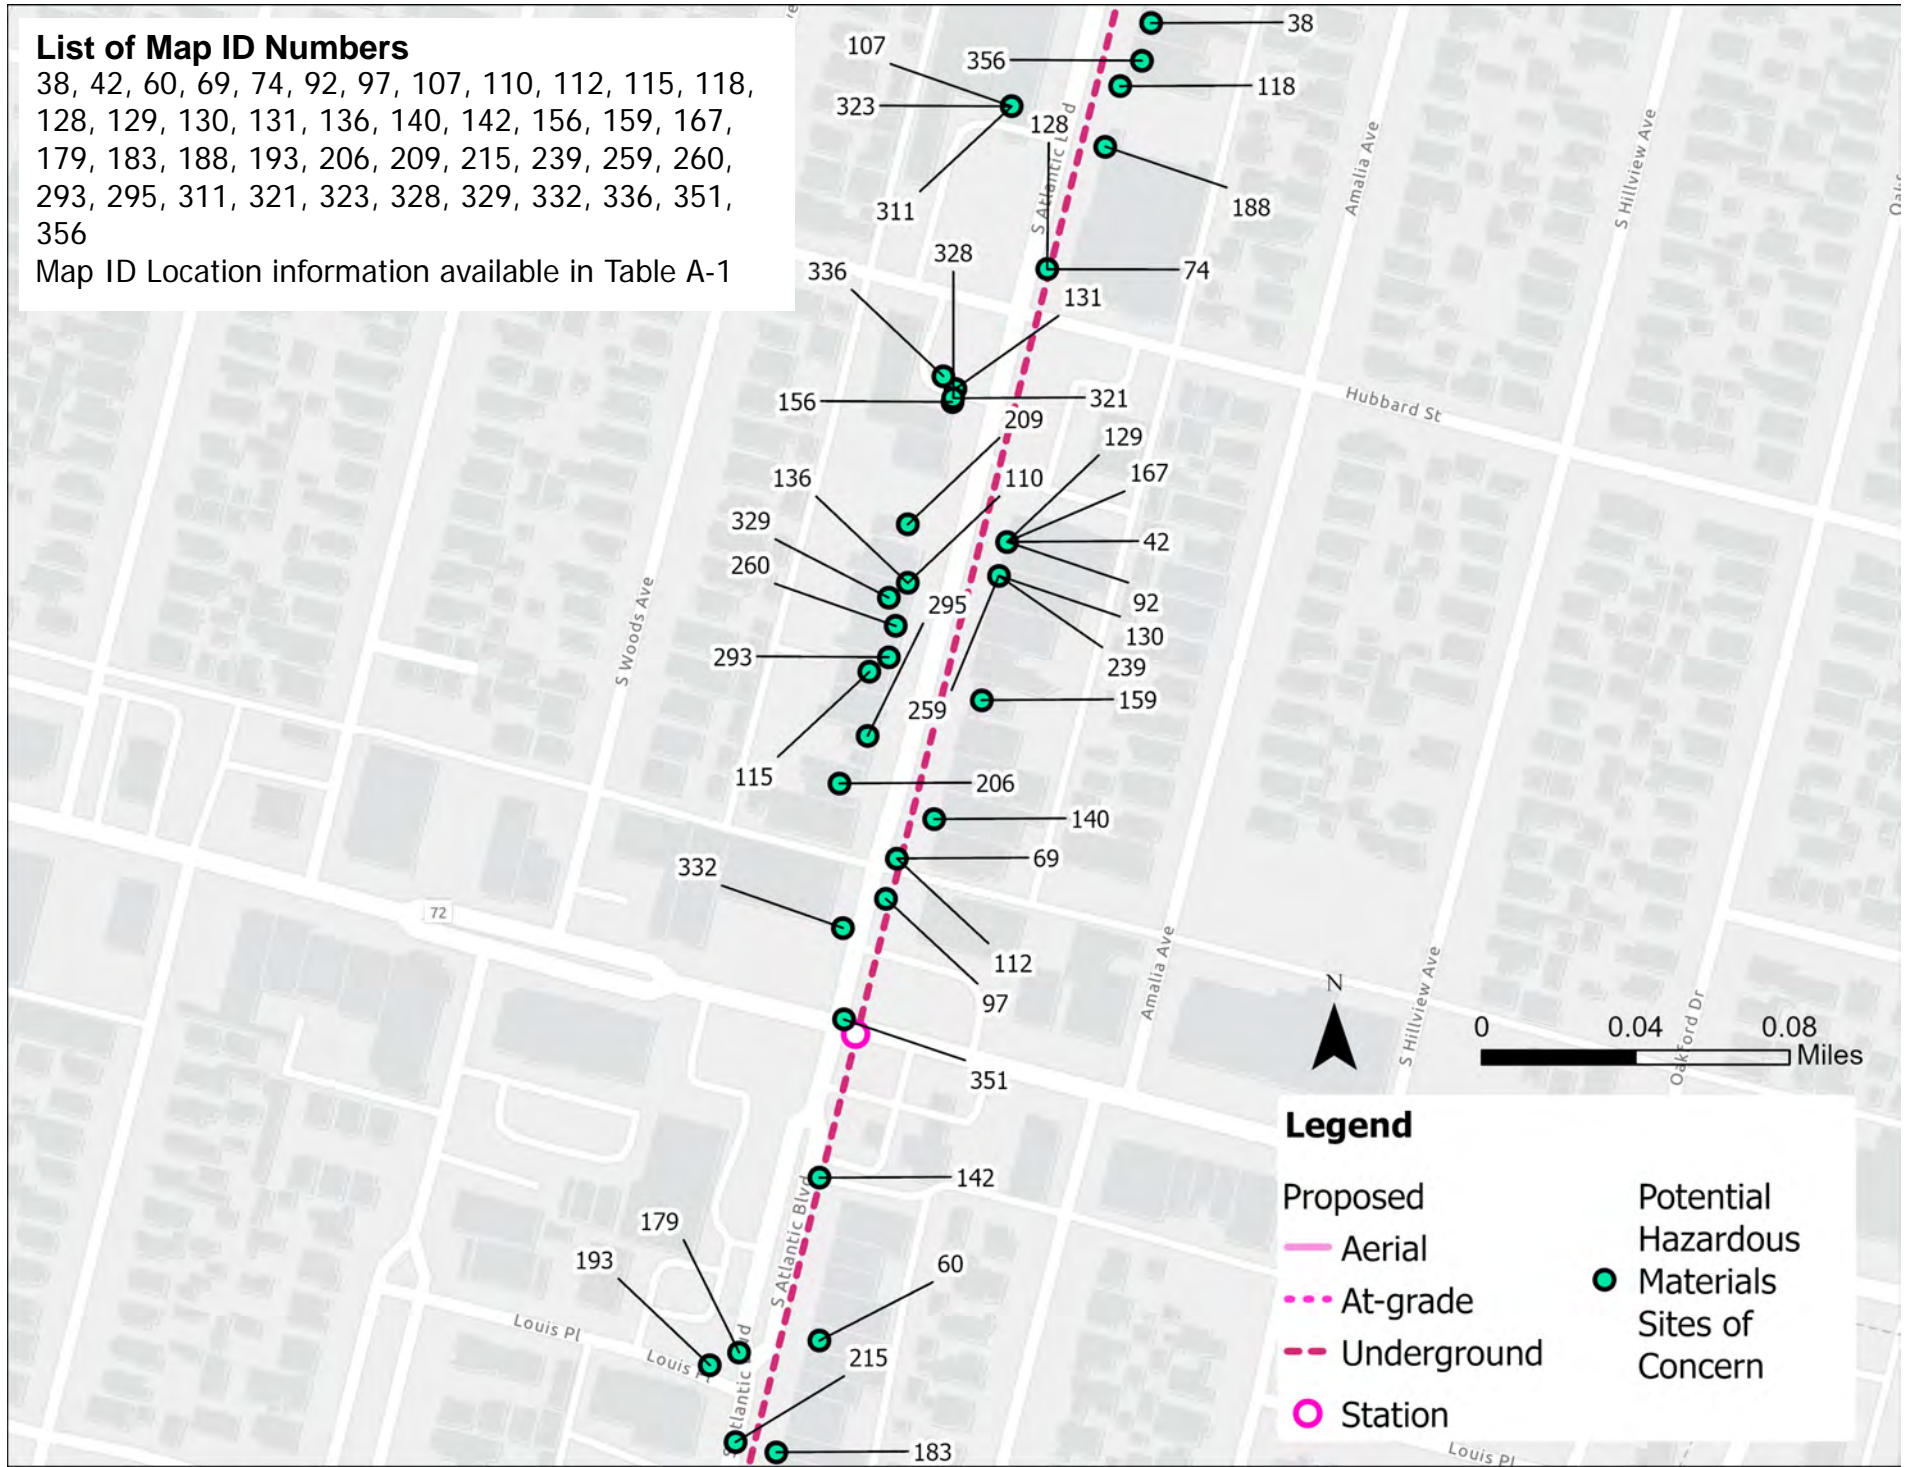 List of Map ID Numbers
38, 42, 60, 69, 74, 92, 97, 107, 110, 112, 115, 118,
128, 129, 130, 131, 136, 140, 142, 156, 159, 167,
179, 183, 188, 193, 206, 209, 215, 239, 259, 260,
293, 295, 311, 321, 323, 328, 329, 332, 336, 351,
356
Map ID Location information available in Table A-1
38
107
356
118
323
128
S Atlantic
Amalia Ave
S Hillview Ave
311
188
328
336
74
131
156
321
Hubbard St
209
129
136
110
167
329
42
260
S Woods Ave
295
92
130
293
239
259
159
115
206
140
69
332
72
112
97
Amalia Ave
S Hillview Ave
Oakford Dr
351
N
0 0.04 0.08
Miles
142
S Atlantic Blvd
179
193
60
Louis Pl
Louis Pl
215
183
Legend
Proposed
Aerial
At-grade
Underground
Station
Potential
Hazardous
Materials
Sites of
Concern
Louis Pl